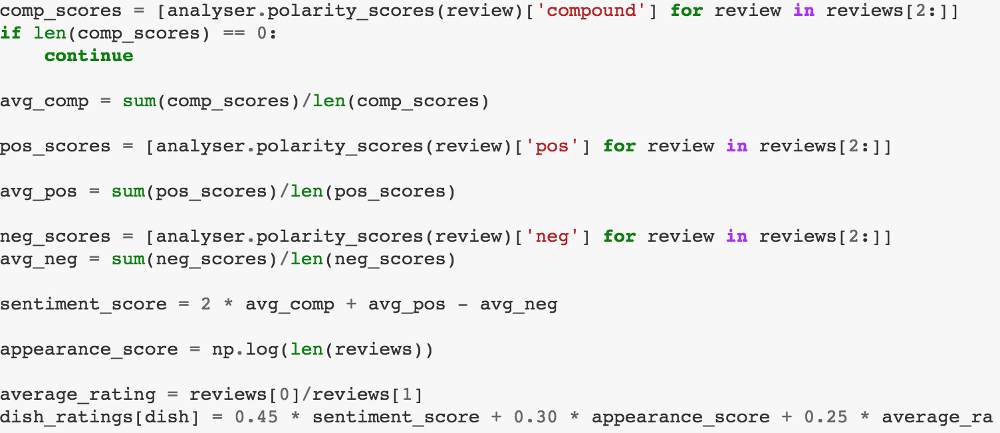 comp_scores = [analyser.polarity_scores(review)['compound'] for review in reviews[2:]]
if len(comp_scores) == 0:
    continue
avg_comp = sum(comp_scores)/len(comp_scores)
pos_scores = [analyser.polarity_scores(review)['pos'] for review in reviews[2:]]
avg_pos = sum(pos_scores)/len(pos_scores)
neg_scores = [analyser.polarity_scores(review)['neg'] for review in reviews[2:]]
avg_neg = sum(neg_scores)/len(neg_scores)
sentiment_score = 2 * avg_comp + avg_pos - avg_neg
appearance_score = np.log(len(reviews))
average_rating = reviews[0]/reviews[1]
dish_ratings[dish] = 0.45 * sentiment_score + 0.30 * appearance_score + 0.25 * average_ra